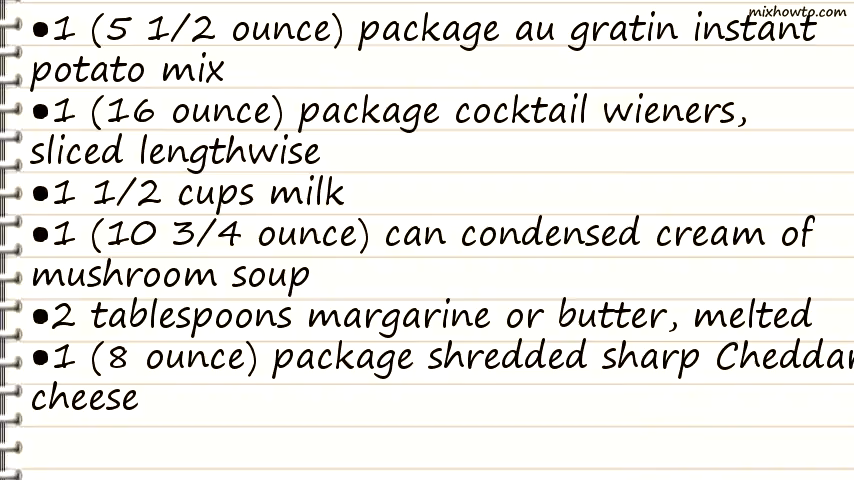 mixhowto.com
•1 (5 1/2 ounce) package au gratin instant
potato mix
•1 (16 ounce) package cocktail wieners,
sliced lengthwise
•1 1/2 cups milk
•1 (10 3/4 ounce) can condensed cream of
mushroom soup
•2 tablespoons margarine or butter, melted
•1 (8 ounce) package shredded sharp Cheddar
cheese